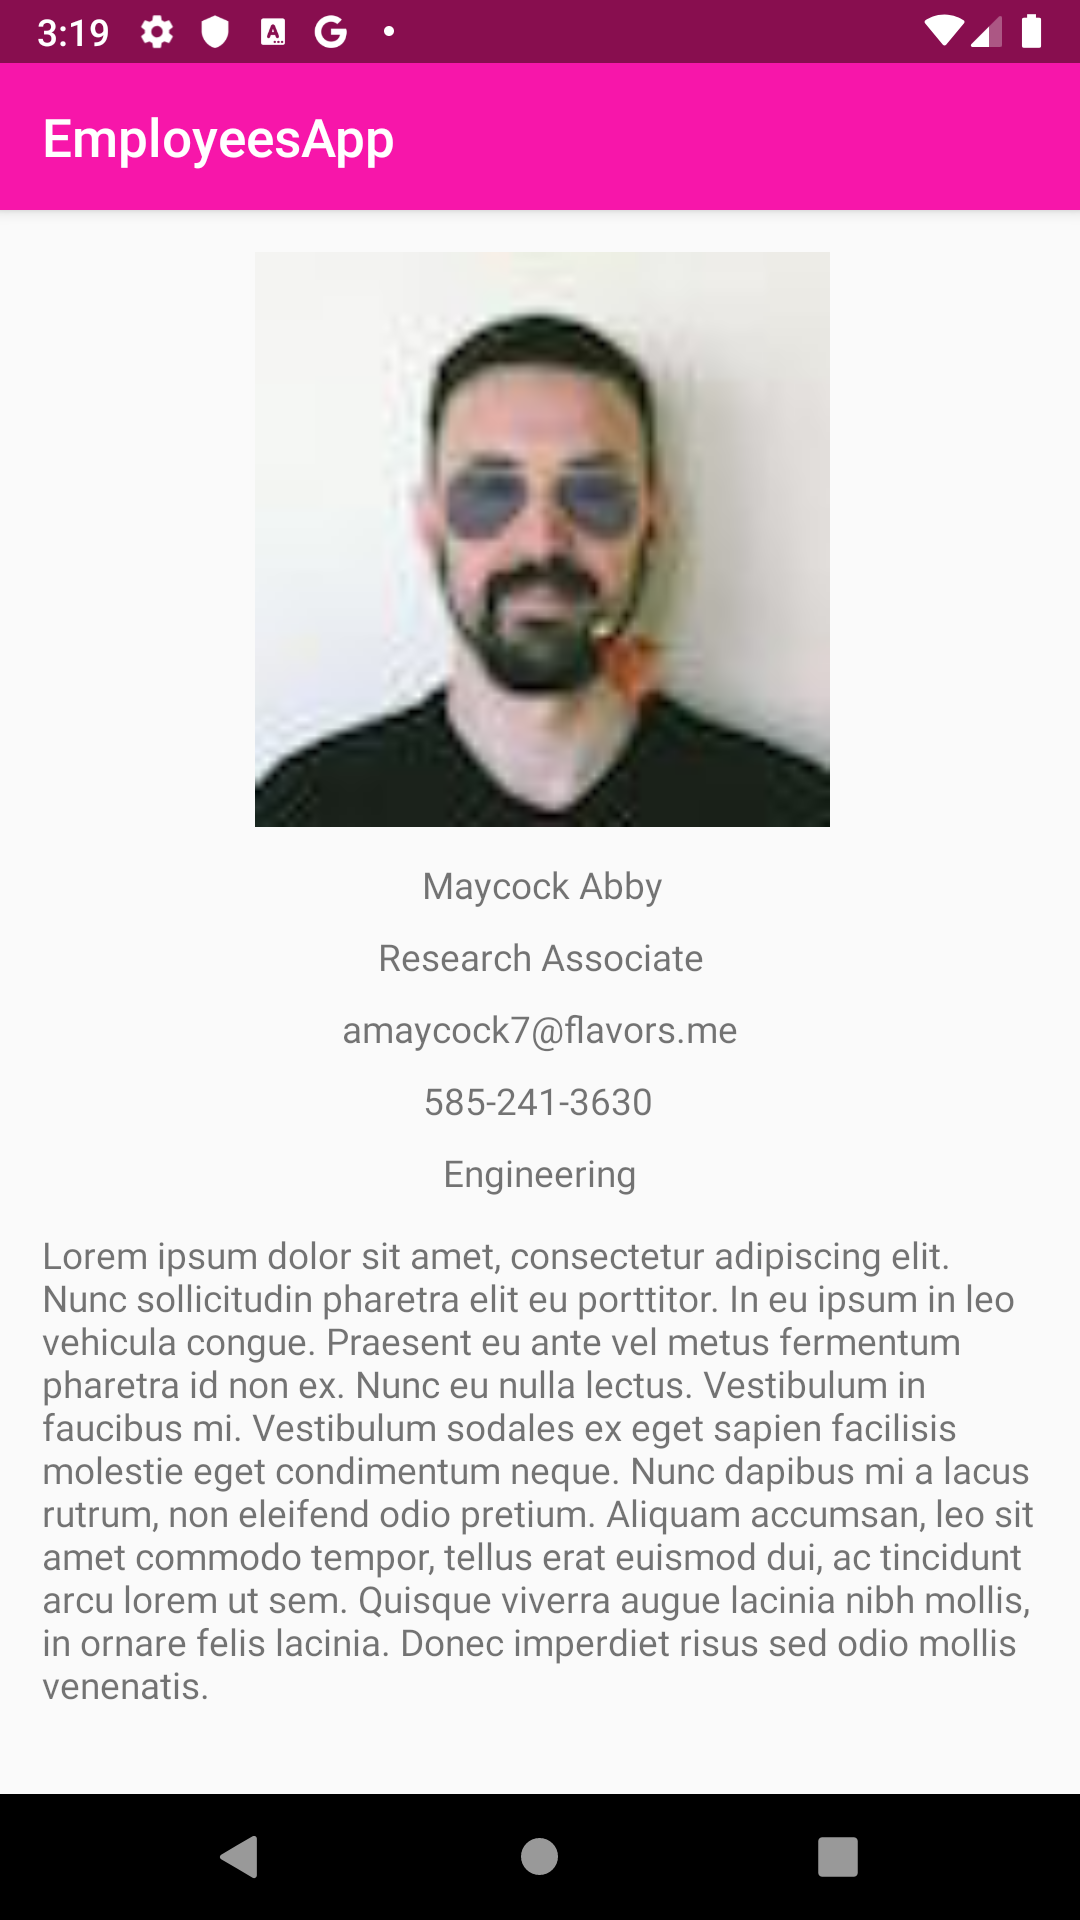 3:19
EmployeesApp
Maycock Abby
Research Associate
amaycock7@flavors.me
585-241-3630
Engineering
Lorem ipsum dolor sit amet, consectetur adipiscing elit.
Nunc sollicitudin pharetra elit eu porttitor. In eu ipsum in leo
vehicula congue. Praesent eu ante vel metus fermentum
pharetra id non ex. Nunc eu nulla lectus. Vestibulum in
faucibus mi. Vestibulum sodales ex eget sapien facilisis
molestie eget condimentum neque. Nunc dapibus mi a lacus
rutrum, non eleifend odio pretium. Aliquam accumsan, leo sit
amet commodo tempor, tellus erat euismod dui, ac tincidunt
arcu lorem ut sem. Quisque viverra augue lacinia nibh mollis,
in ornare felis lacinia. Donec imperdiet risus sed odio mollis
venenatis.